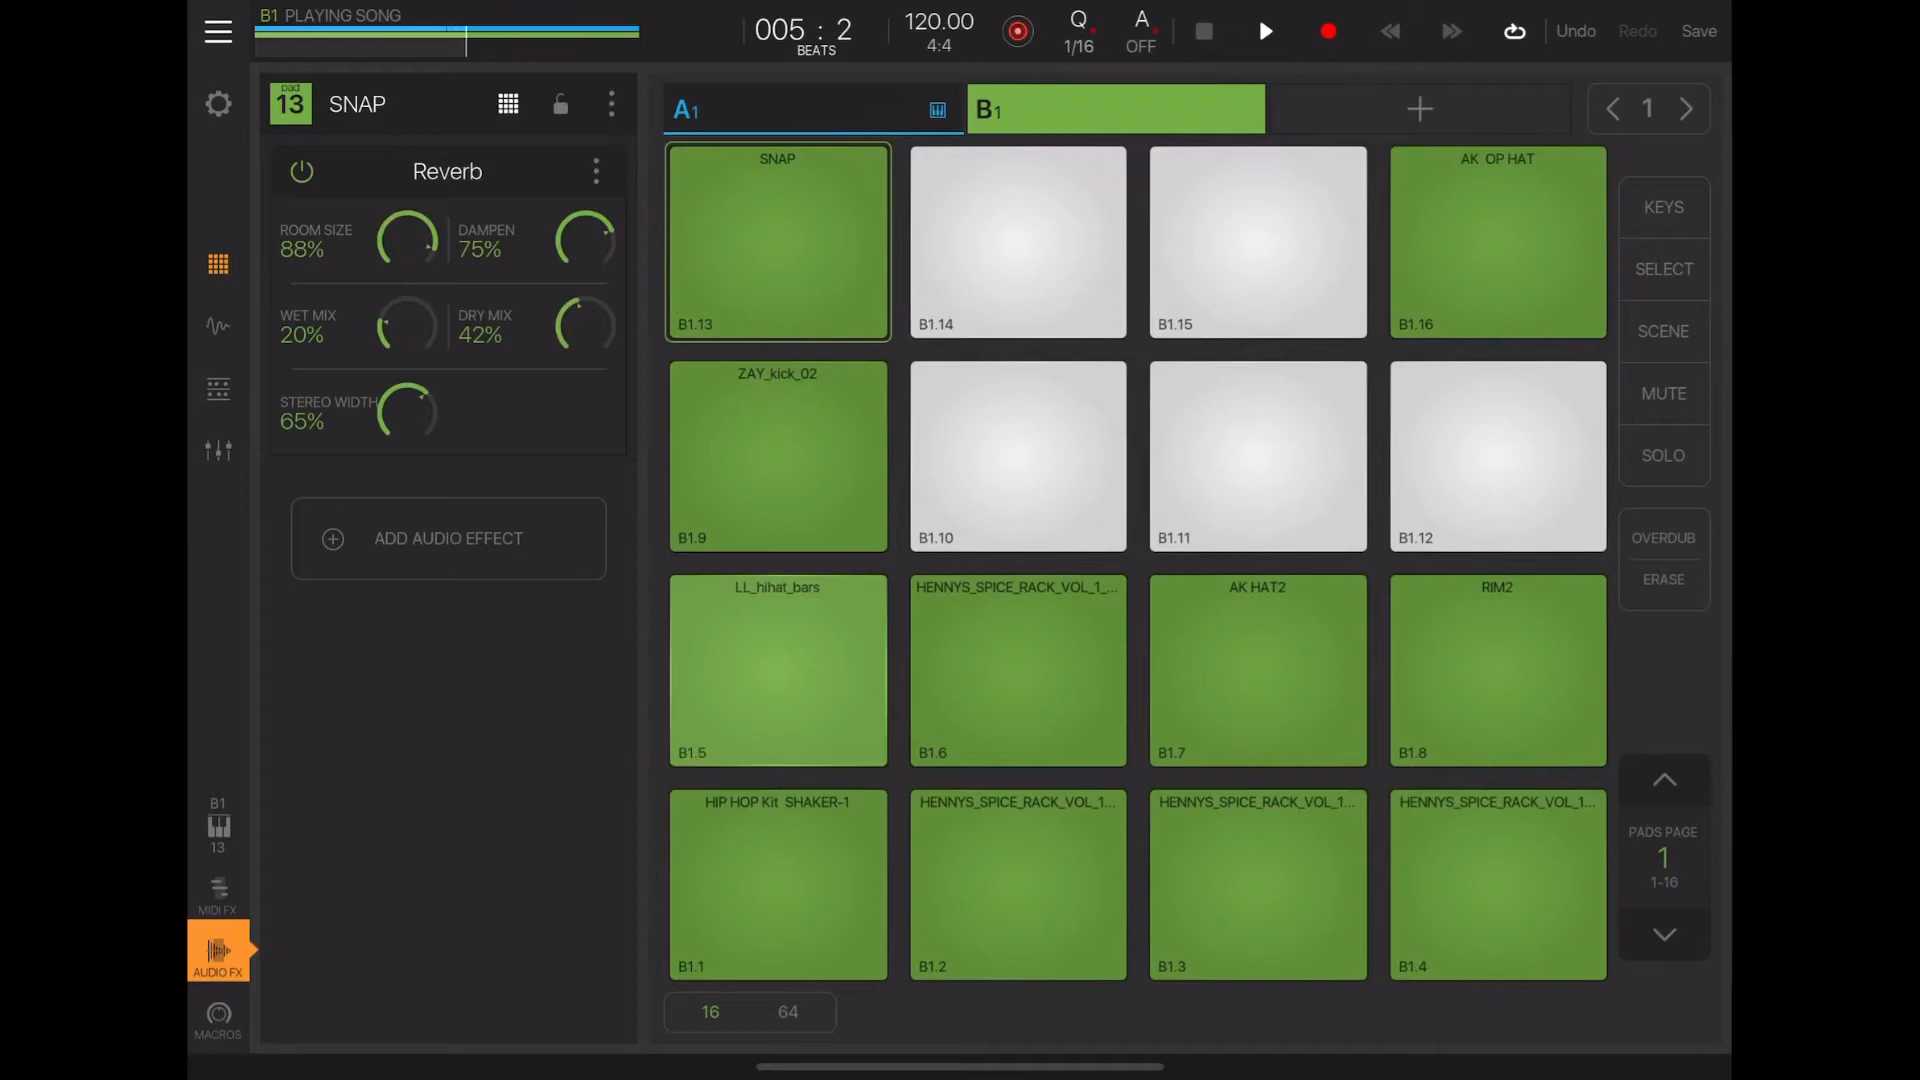 B1 PLAYING SONG
005 : 2
BEATS
120.00
4:4
Q
1/16
A
OFF
Undo
Redo
Save
pad
13
SNAP
Reverb
ROOM SIZE
88%
DAMPEN
75%
WET MIX
20%
DRY MIX
42%
STEREO WIDTH
65%
ADD AUDIO EFFECT
B1
13
MIDI FX
AUDIO FX
MACROS
A1
B1
1
SNAP
B1.13
B1.14
B1.15
AK OP HAT
B1.16
ZAY_kick_02
B1.9
B1.10
B1.11
B1.12
LL_hihat_bars
B1.5
HENNYS_SPICE_RACK_VOL_1_...
B1.6
AK HAT2
B1.7
RIM2
B1.8
HIP HOP Kit SHAKER-1
B1.1
HENNYS_SPICE_RACK_VOL_1...
B1.2
HENNYS_SPICE_RACK_VOL_1...
B1.3
HENNYS_SPICE_RACK_VOL_1...
B1.4
16
64
KEYS
SELECT
SCENE
MUTE
SOLO
OVERDUB
ERASE
PADS PAGE
1
1-16